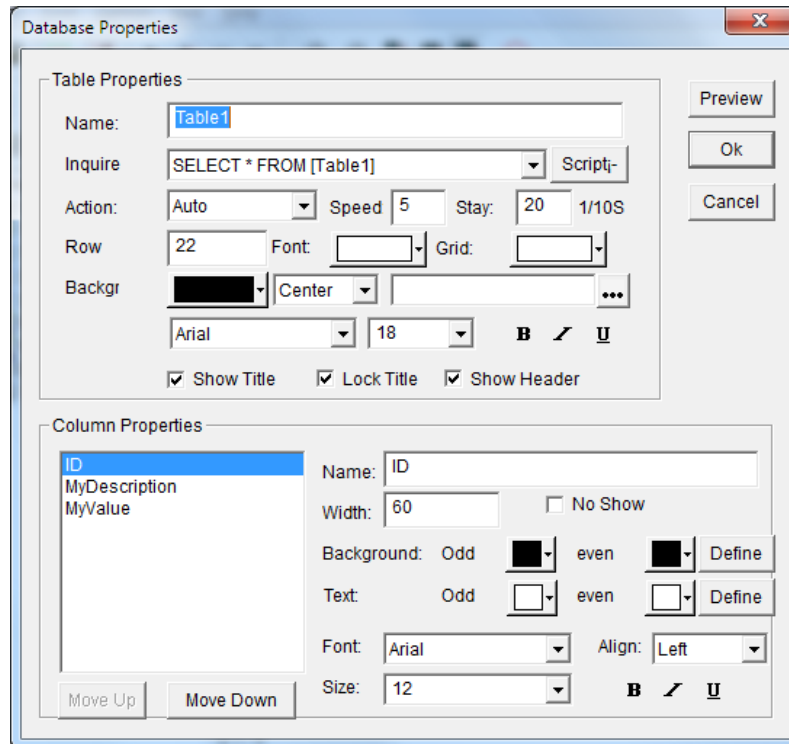 Database Properties
Table Properties
Name: Table1
Preview
Inquire SELECT * FROM [Table1] Script¡-
Ok
Action: Auto Speed 5 Stay: 20 1/10S
Cancel
Row 22 Font: Grid:
Backgr Center •••
Arial 18 B I U
Show Title Lock Title Show Header
Column Properties
ID
MyDescription
MyValue
Name: ID
Width: 60 No Show
Background: Odd even Define
Text: Odd even Define
Font: Arial Align: Left
Size: 12 B I U
Move Up Move Down